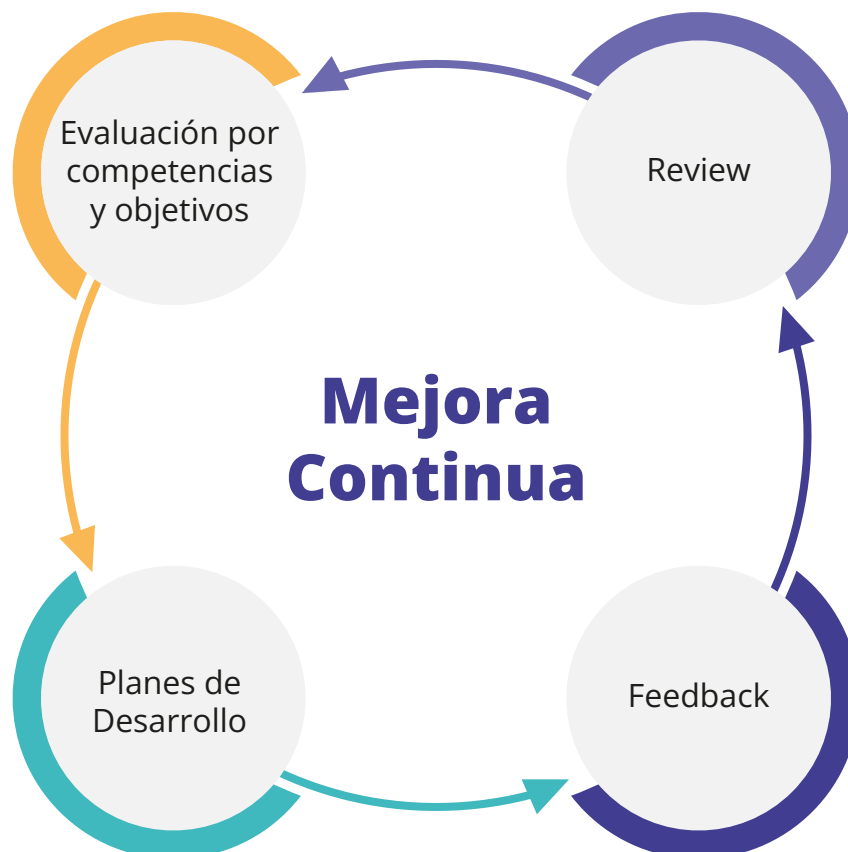 Evaluación por
competencias
y objetivos
Review
Mejora
Continua
Planes de
Desarrollo
Feedback